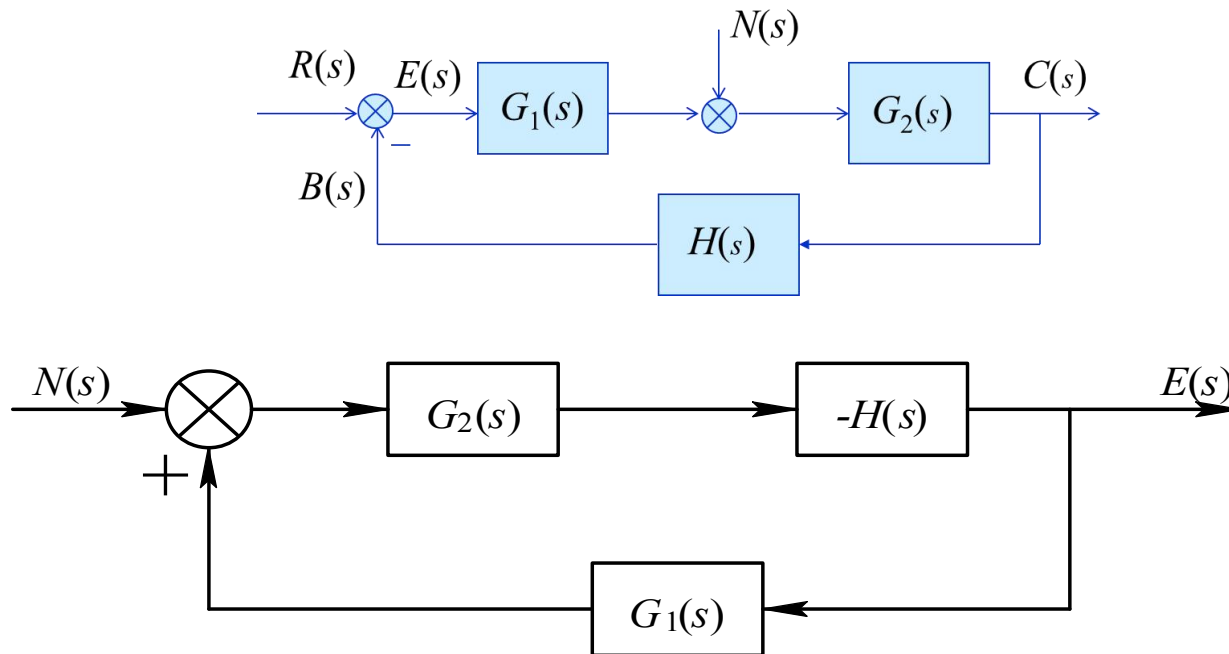 N(s)
R(s) E(s) C(s)
G₁(s) G₂(s)
−
B(s)
H(s)
N(s) E(s)
G₂(s) -H(s)
+
G₁(s)